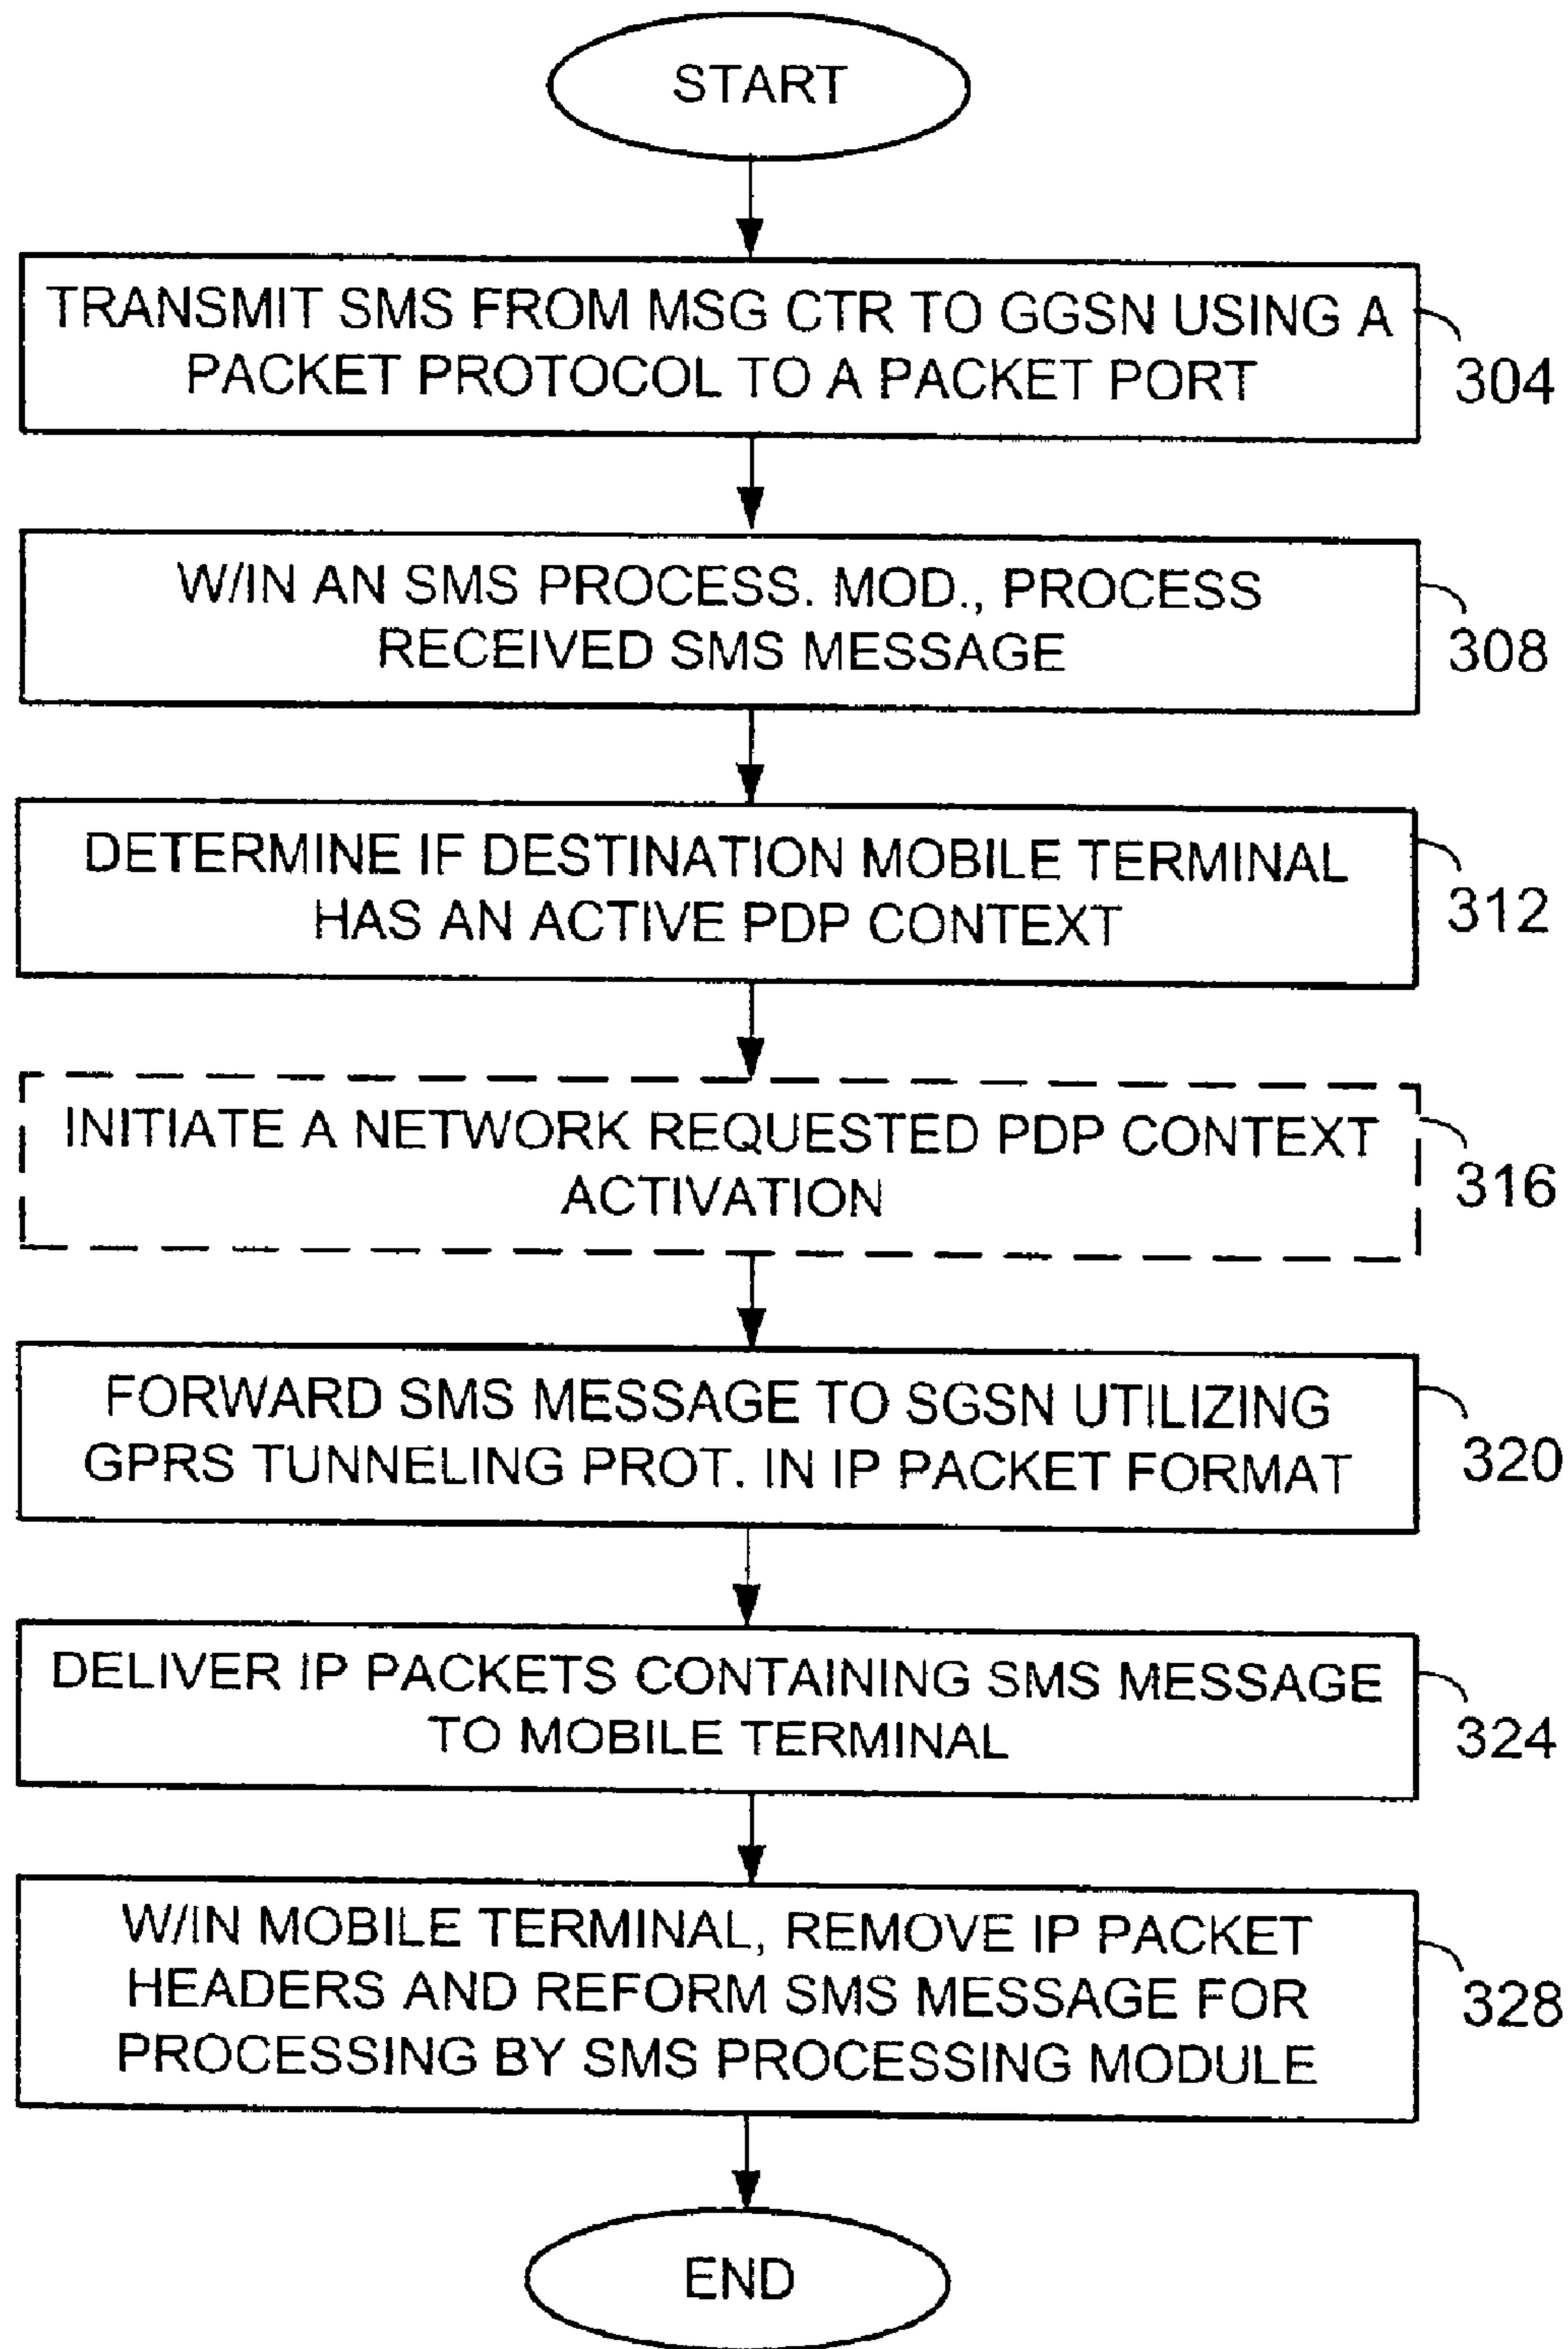 START
TRANSMIT SMS FROM MSG CTR TO GGSN USING A
PACKET PROTOCOL TO A PACKET PORT
304
W/IN AN SMS PROCESS. MOD., PROCESS
RECEIVED SMS MESSAGE
308
DETERMINE IF DESTINATION MOBILE TERMINAL
HAS AN ACTIVE PDP CONTEXT
312
INITIATE A NETWORK REQUESTED PDP CONTEXT
ACTIVATION
316
FORWARD SMS MESSAGE TO SGSN UTILIZING
GPRS TUNNELING PROT. IN IP PACKET FORMAT
320
DELIVER IP PACKETS CONTAINING SMS MESSAGE
TO MOBILE TERMINAL
324
W/IN MOBILE TERMINAL, REMOVE IP PACKET
HEADERS AND REFORM SMS MESSAGE FOR
PROCESSING BY SMS PROCESSING MODULE
328
END